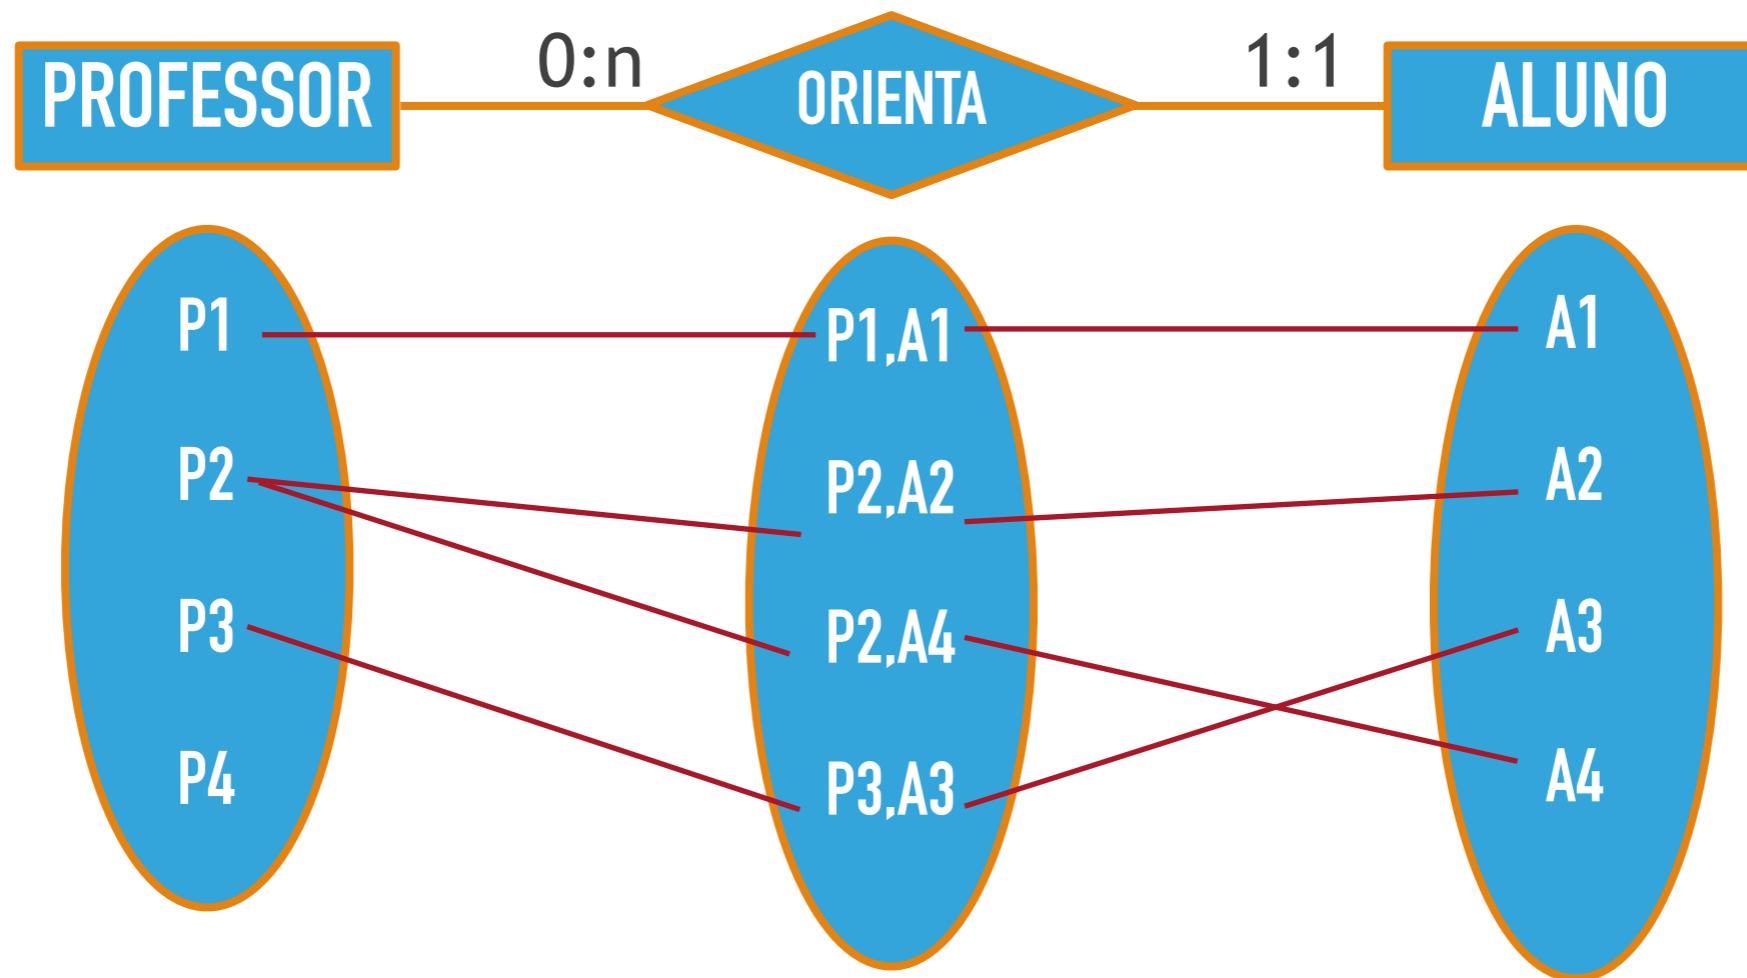 PROFESSOR 0:n ORIENTA 1:1 ALUNO
P1 P1,A1 A1
P2 P2,A2 A2
P3 P2,A4 A3
P4 P3,A3 A4